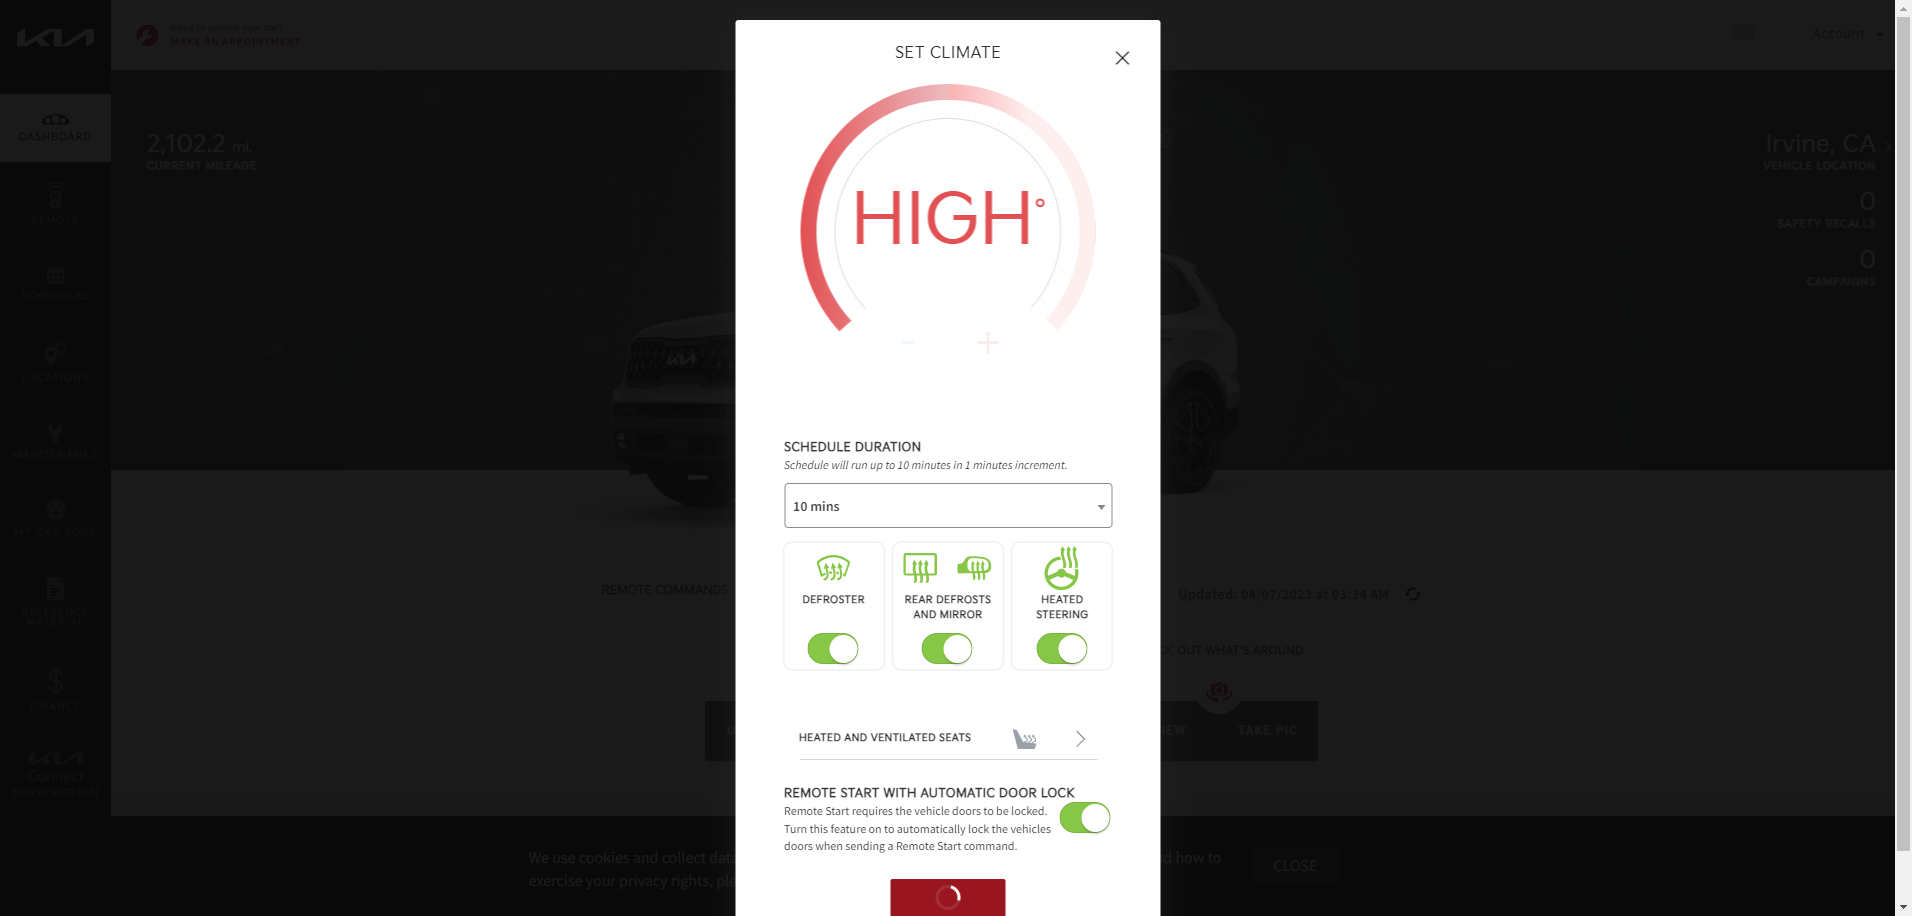 KIA
Need to service your car?
MAKE AN APPOINTMENT
Account
DASHBOARD
REMOTE
SCHEDULES
LOCATIONS
MAINTENANCE
MY CAR ZONE
REFERENCE
MATERIAL
FINANCE
KIA
Connect
SUBSCRIPTION
2,102.2 mi.
CURRENT MILEAGE
Irvine, CA
VEHICLE LOCATION
0
SAFETY RECALLS
0
CAMPAIGNS
SET CLIMATE
HIGH°
- +
SCHEDULE DURATION
Schedule will run up to 10 minutes in 1 minutes increment.
10 mins
DEFROSTER
REAR DEFROSTS
AND MIRROR
HEATED
STEERING
HEATED AND VENTILATED SEATS
REMOTE START WITH AUTOMATIC DOOR LOCK
Remote Start requires the vehicle doors to be locked.
Turn this feature on to automatically lock the vehicles
doors when sending a Remote Start command.
REMOTE COMMANDS
Updated: 04/07/2023 at 03:34 AM
CK OUT WHAT'S AROUND
IEW
TAKE PIC
We use cookies and collect dat
d how to
exercise your privacy rights, ple
CLOSE